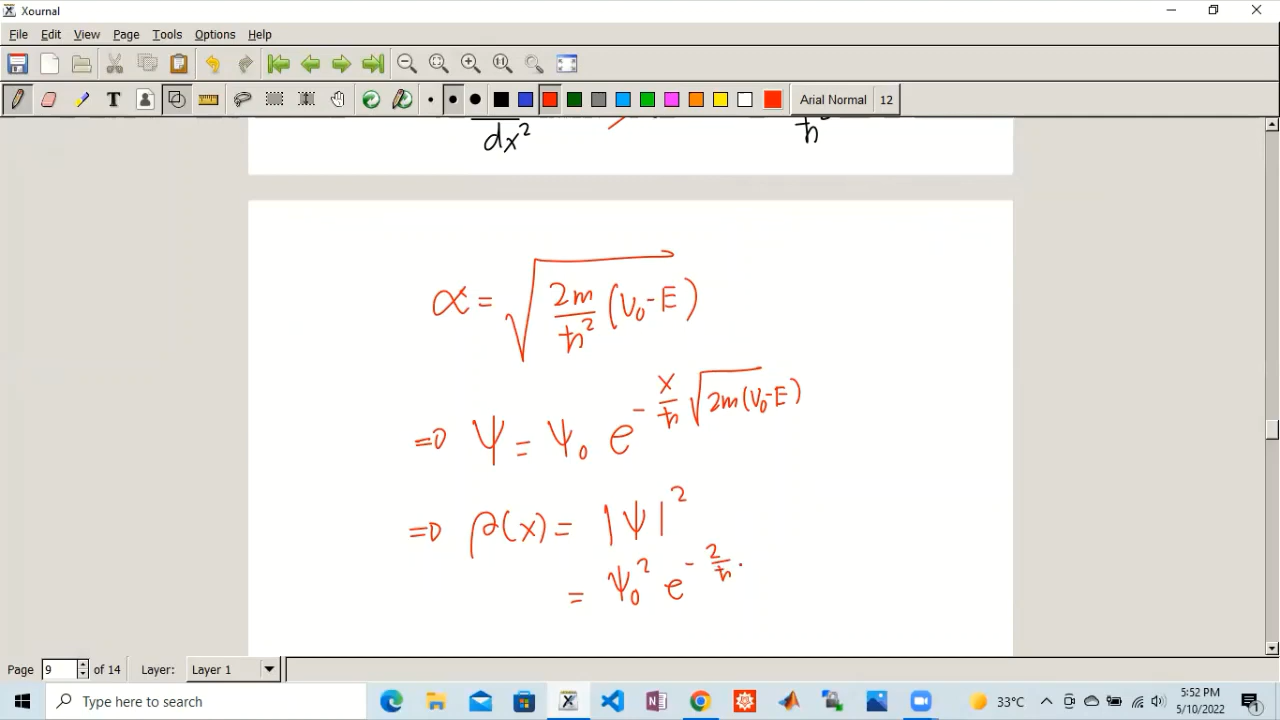 Xournal
File Edit View Page Tools Options Help
Arial Normal 12
dx² ħ²
α = √(2m/ħ² (V₀-E))
=> Ψ = Ψ₀ e^(- x/ħ √(2m(V₀-E)))
=> ρ(x) = |Ψ|²
= Ψ₀² e^(- 2/ħ ·
Page 9 of 14 Layer: Layer 1
Type here to search 33°C 5:52 PM
5/10/2022